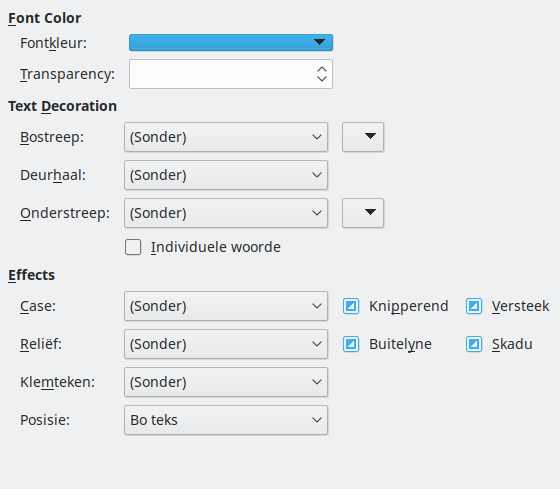 Font Color
Fontkleur:
Transparency:
Text Decoration
Bostreep: (Sonder)
Deurhaal: (Sonder)
Onderstreep: (Sonder)
Individuele woorde
Effects
Case: (Sonder) Knipperend Versteek
Reliëf: (Sonder) Buitelyne Skadu
Klemteken: (Sonder)
Posisie: Bo teks